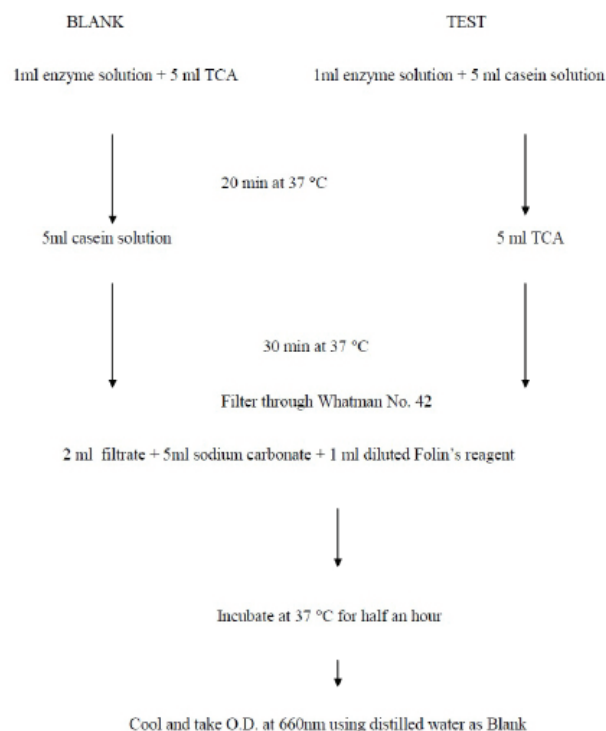 BLANK TEST
1ml enzyme solution + 5 ml TCA 1ml enzyme solution + 5 ml casein solution
20 min at 37 °C
5ml casein solution 5 ml TCA
30 min at 37 °C
Filter through Whatman No. 42
2 ml filtrate + 5ml sodium carbonate + 1 ml diluted Folin's reagent
Incubate at 37 °C for half an hour
Cool and take O.D. at 660nm using distilled water as Blank